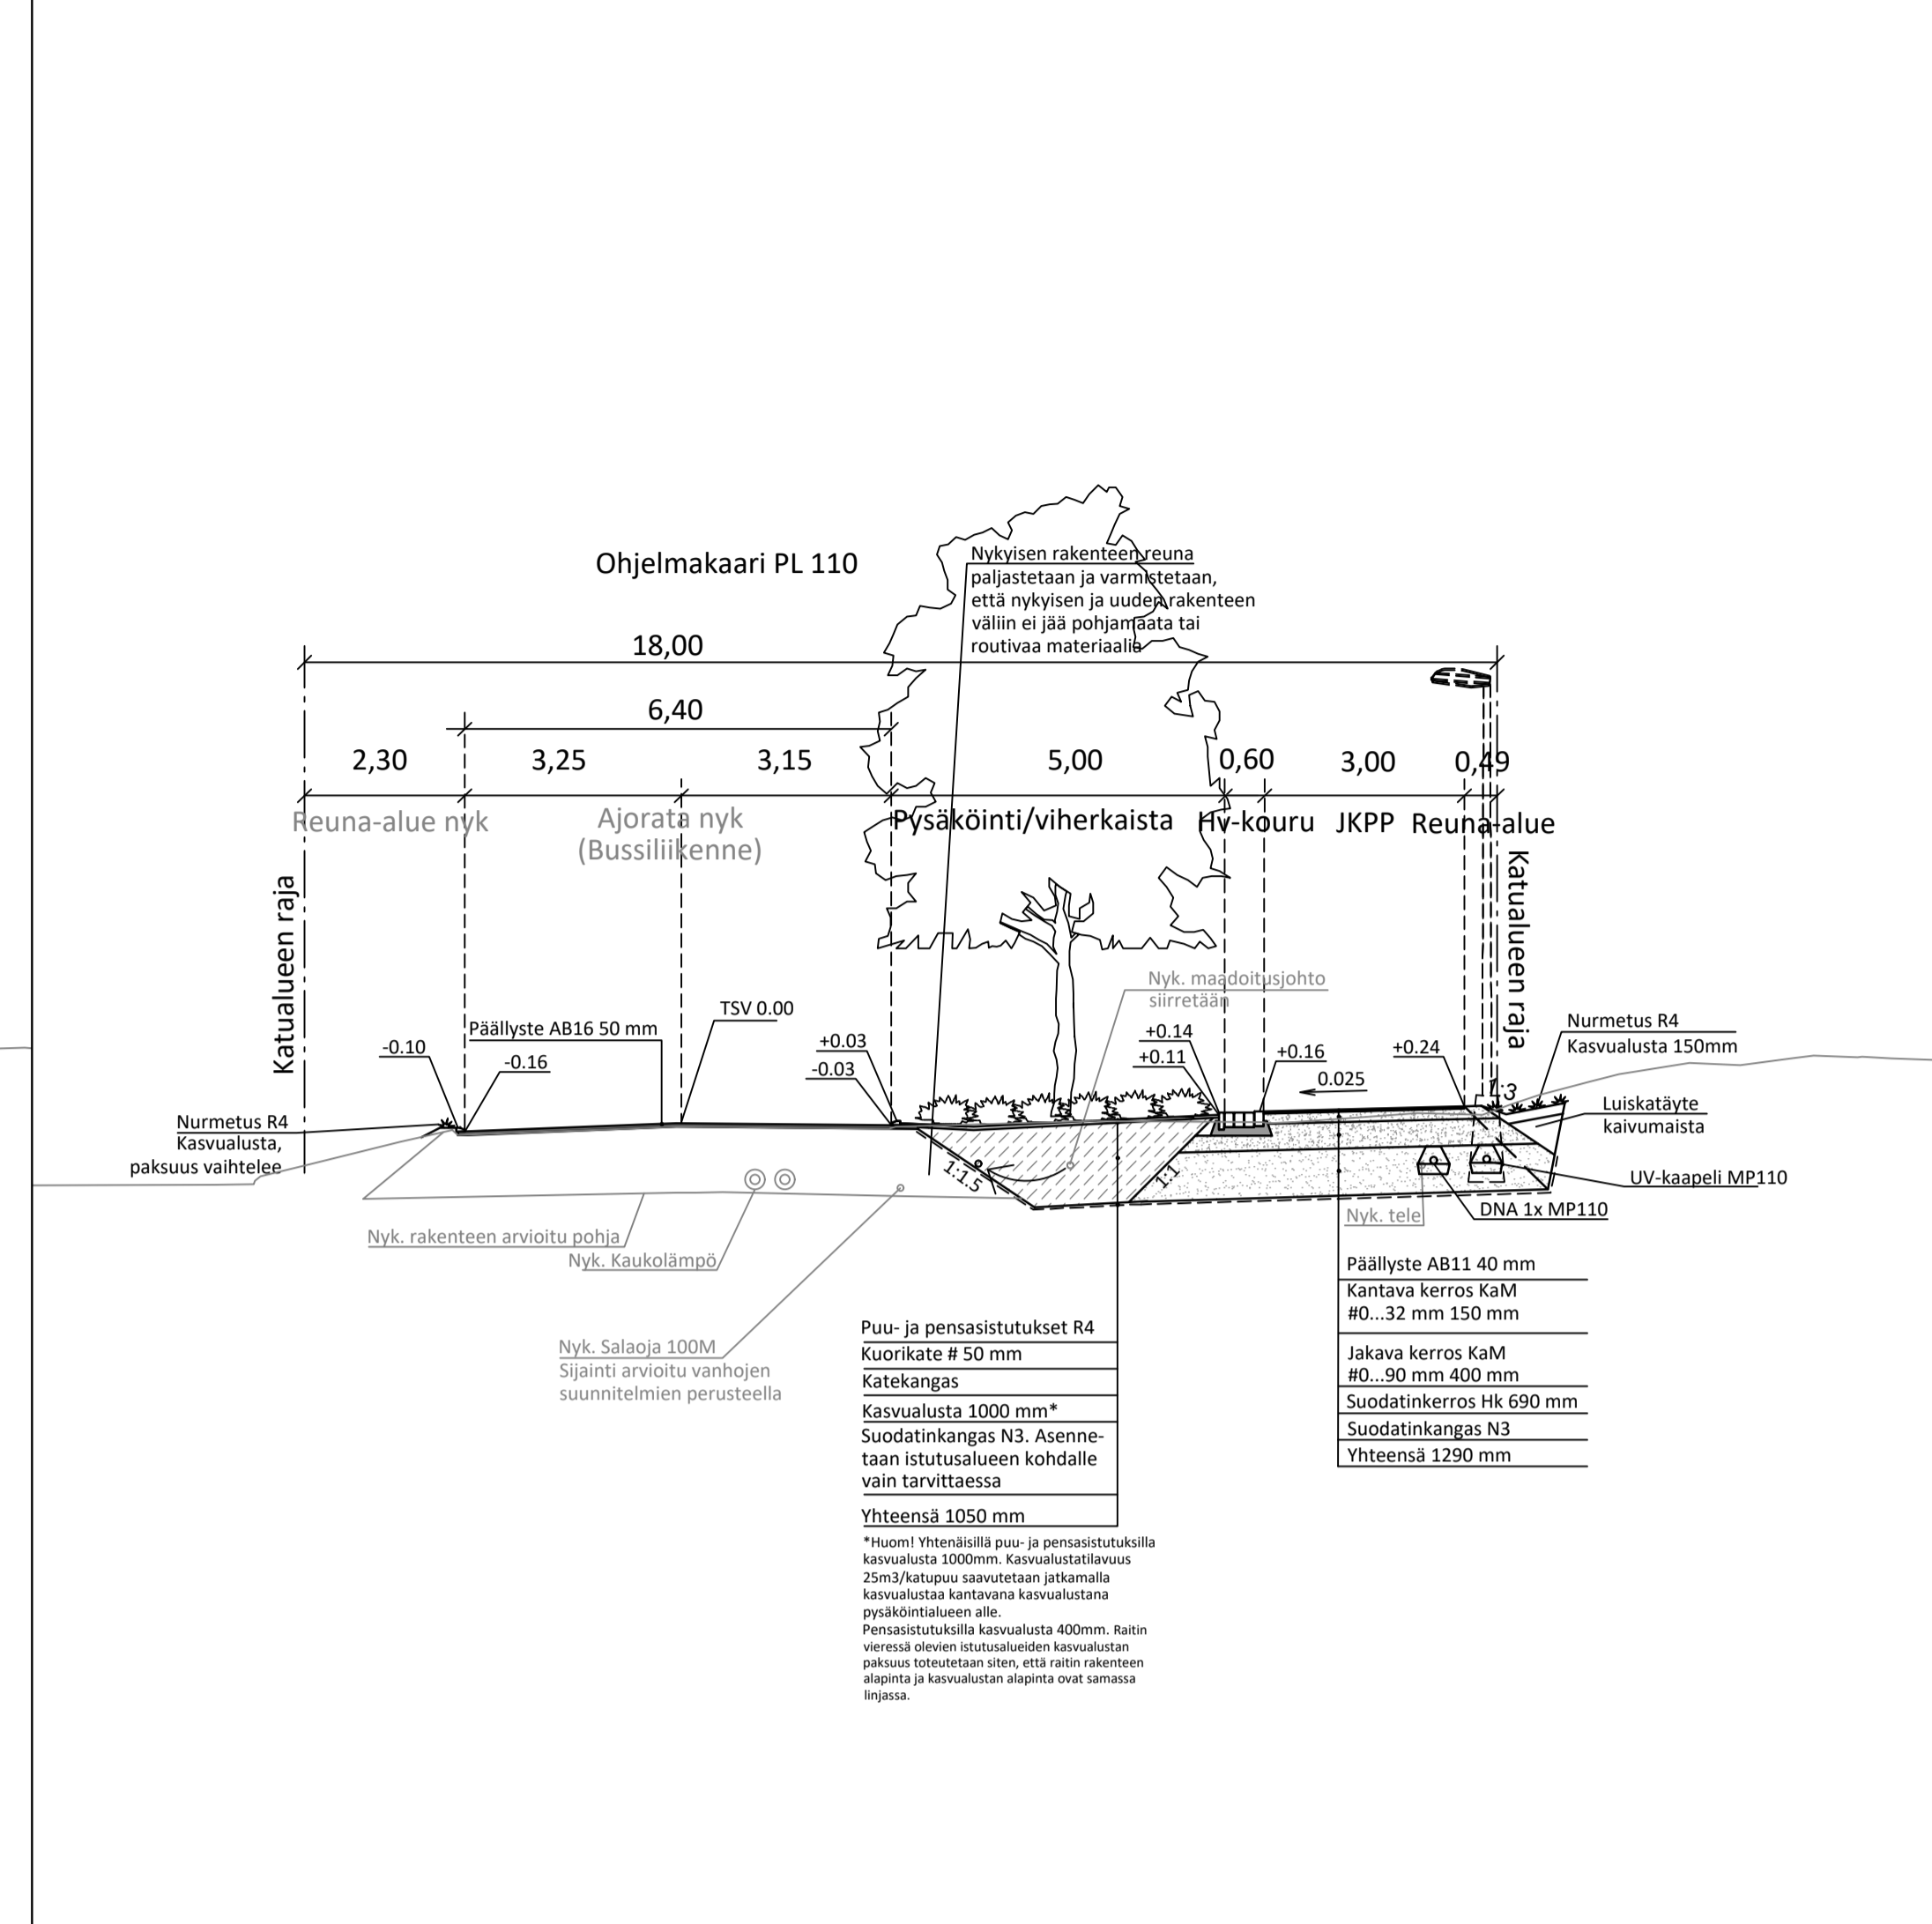 Ohjelmakaari PL 110
Nykyisen rakenteen reuna
paljastetaan ja varmistetaan,
että nykyisen ja uuden rakenteen
väliin ei jää pohjamaata tai
routivaa materiaalia
18,00
6,40
2,30
3,25
3,15
5,00
0,60
3,00
0,49
Reuna-alue nyk
Ajorata nyk
(Bussiliikenne)
Pysäköinti/viherkaista
Hv-kouru
JKPP
Reuna-alue
Katualueen raja
Katualueen raja
Nyk. maadoitusjohto
siirretään
-0.10
Päällyste AB16 50 mm
-0.16
TSV 0.00
+0.03
-0.03
+0.14
+0.11
+0.16
0.025
+0.24
1:3
Nurmetus R4
Kasvualusta 150mm
Luiskatäyte
kaivumaista
Nurmetus R4
Kasvualusta,
paksuus vaihtelee
1:1.5
1:1
UV-kaapeli MP110
DNA 1x MP110
Nyk. tele
Nyk. rakenteen arvioitu pohja
Nyk. Kaukolämpö
Nyk. Salaoja 100M
Sijainti arvioitu vanhojen
suunnitelmien perusteella
Puu- ja pensasistutukset R4
Kuorikate # 50 mm
Katekangas
Kasvualusta 1000 mm*
Suodatinkangas N3. Asenne-
taan istutusalueen kohdalle
vain tarvittaessa
Yhteensä 1050 mm
*Huom! Yhtenäisillä puu- ja pensasistutuksilla
kasvualusta 1000mm. Kasvualustatilavuus
25m3/katupuu saavutetaan jatkamalla
kasvualustaa kantavana kasvualustana
pysäköintialueen alle.
Pensasistutuksilla kasvualusta 400mm. Raitin
vieressä olevien istutusalueiden kasvualustan
paksuus toteutetaan siten, että raitin rakenteen
alapinta ja kasvualustan alapinta ovat samassa
linjassa.
Päällyste AB11 40 mm
Kantava kerros KaM
#0...32 mm 150 mm
Jakava kerros KaM
#0...90 mm 400 mm
Suodatinkerros Hk 690 mm
Suodatinkangas N3
Yhteensä 1290 mm